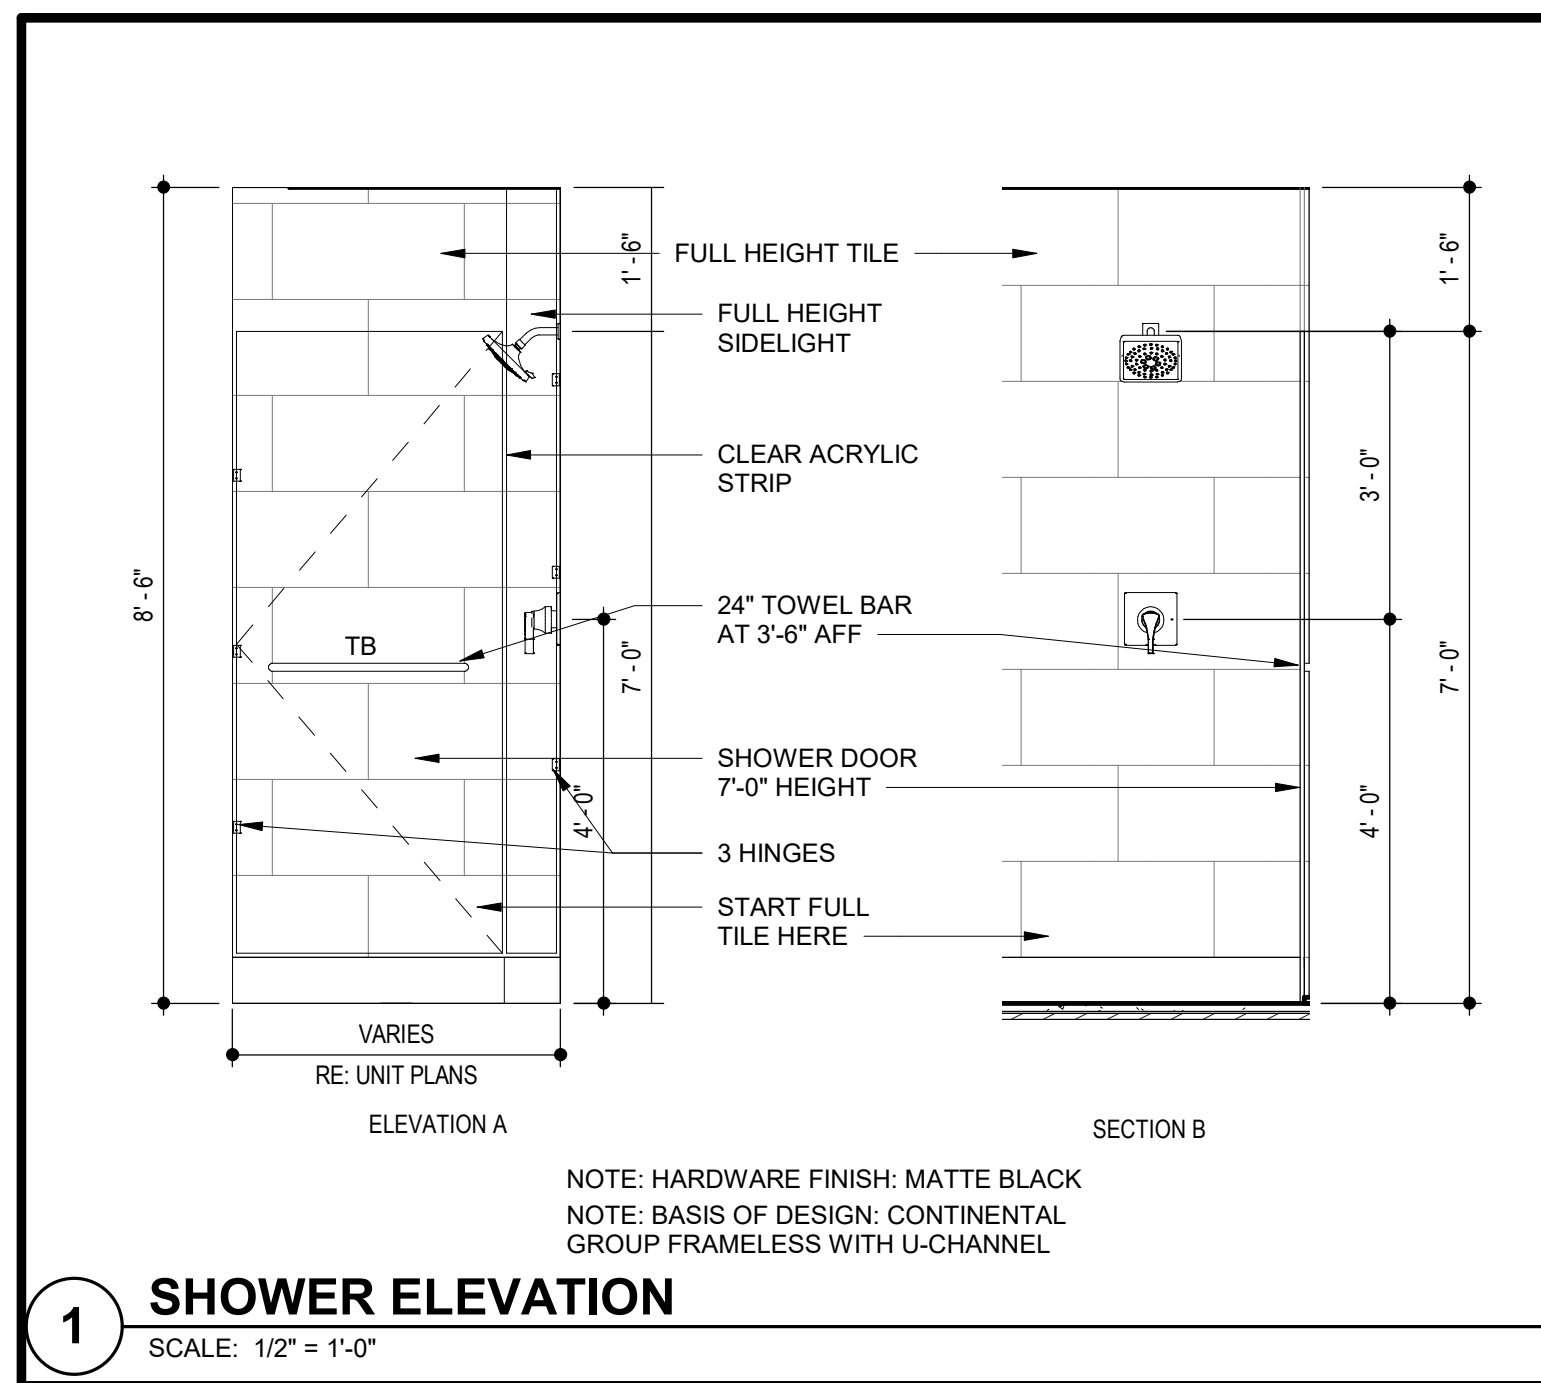 1' - 6"
FULL HEIGHT TILE
1' - 6"
FULL HEIGHT
SIDELIGHT
CLEAR ACRYLIC
STRIP
3' - 0"
8' - 6"
24" TOWEL BAR
AT 3'-6" AFF
TB
7' - 0"
7' - 0"
SHOWER DOOR
7'-0" HEIGHT
4' - 0"
4' - 0"
3 HINGES
START FULL
TILE HERE
VARIES
RE: UNIT PLANS
ELEVATION A
SECTION B
NOTE: HARDWARE FINISH: MATTE BLACK
NOTE: BASIS OF DESIGN: CONTINENTAL
GROUP FRAMELESS WITH U-CHANNEL
1
SHOWER ELEVATION
SCALE: 1/2" = 1'-0"